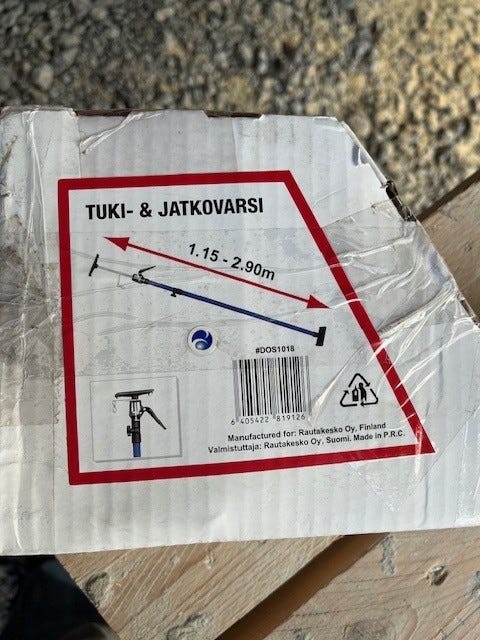 TUKI- & JATKOVARSI
1.15 - 2.90m
#DOS1018
6 405422 819126
Manufactured for: Rautakesko Oy, Finland
Valmistuttaja: Rautakesko Oy, Suomi. Made in P.R.C.